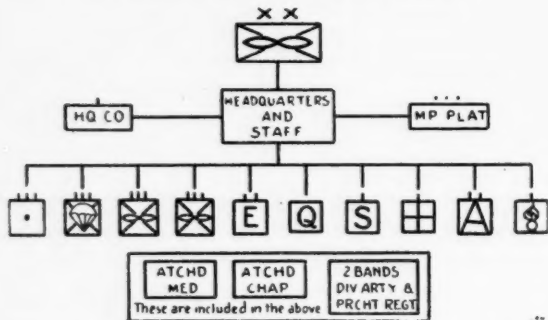 X X
HEADQUARTERS
AND
STAFF
HQ CO
MP PLAT
E Q S A
ATCHD
MED
ATCHD
CHAP
2 BANDS
DIV ARTY &
PRCHT REGT
These are included in the above